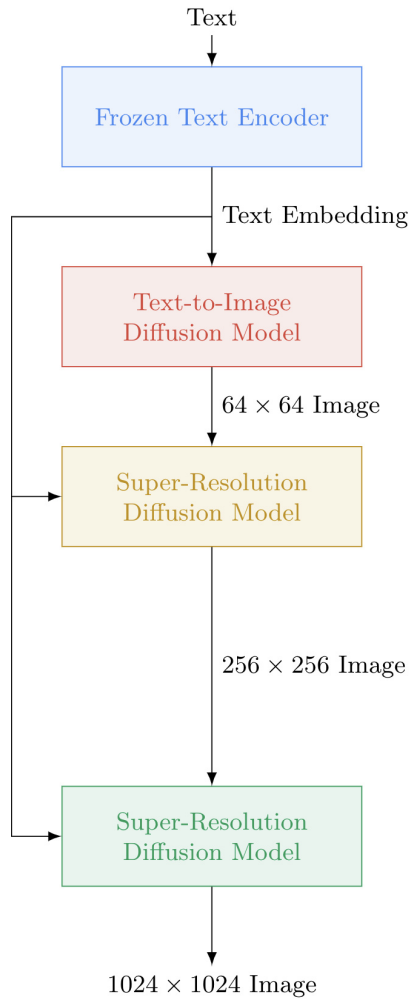 Text
Frozen Text Encoder
Text Embedding
Text-to-Image
Diffusion Model
64 × 64 Image
Super-Resolution
Diffusion Model
256 × 256 Image
Super-Resolution
Diffusion Model
1024 × 1024 Image